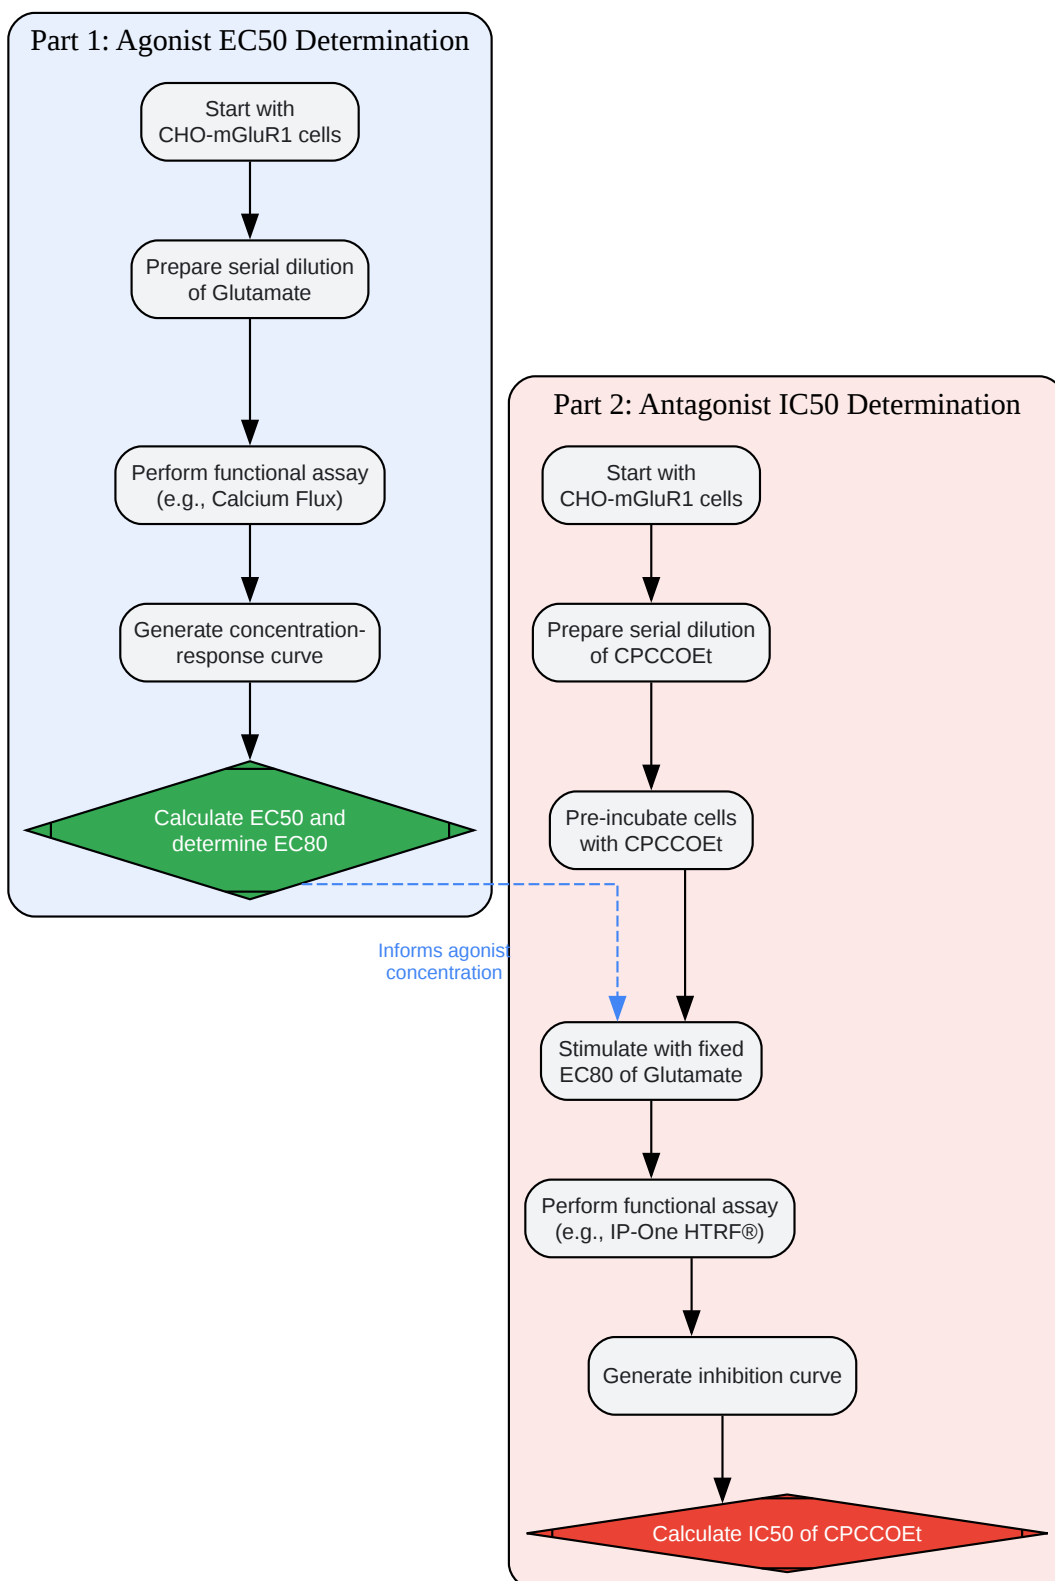 Part 1: Agonist EC50 Determination
Start with
CHO-mGluR1 cells
Prepare serial dilution
of Glutamate
Perform functional assay
(e.g., Calcium Flux)
Generate concentration-
response curve
Calculate EC50 and
determine EC80
Informs agonist
concentration
Part 2: Antagonist IC50 Determination
Start with
CHO-mGluR1 cells
Prepare serial dilution
of CPCCOEt
Pre-incubate cells
with CPCCOEt
Stimulate with fixed
EC80 of Glutamate
Perform functional assay
(e.g., IP-One HTRF®)
Generate inhibition curve
Calculate IC50 of CPCCOEt